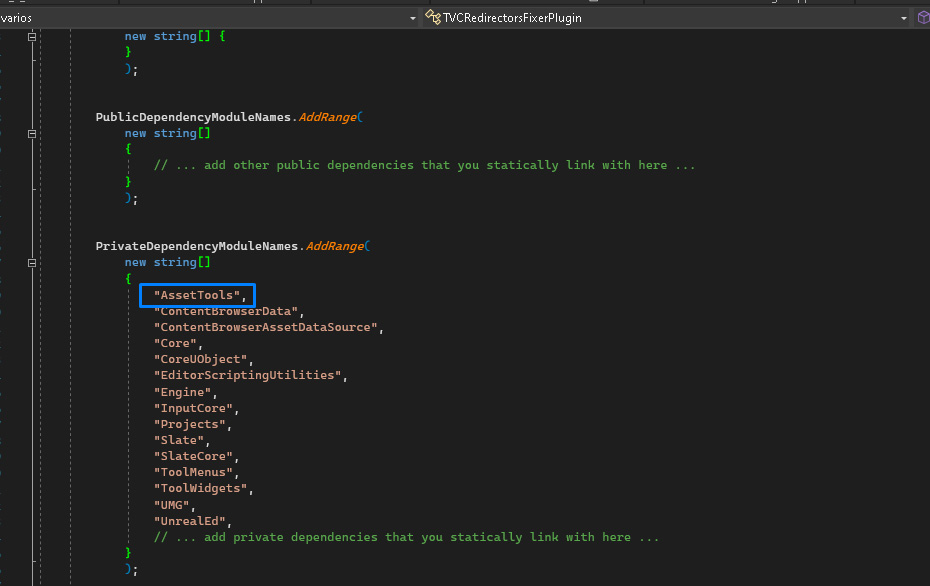 varios TVCRedirectorsFixerPlugin
new string[] {
}
);
PublicDependencyModuleNames.AddRange(
new string[]
{
// ... add other public dependencies that you statically link with here ...
}
);
PrivateDependencyModuleNames.AddRange(
new string[]
{
"AssetTools",
"ContentBrowserData",
"ContentBrowserAssetDataSource",
"Core",
"CoreUObject",
"EditorScriptingUtilities",
"Engine",
"InputCore",
"Projects",
"Slate",
"SlateCore",
"ToolMenus",
"ToolWidgets",
"UMG",
"UnrealEd",
// ... add private dependencies that you statically link with here ...
}
);